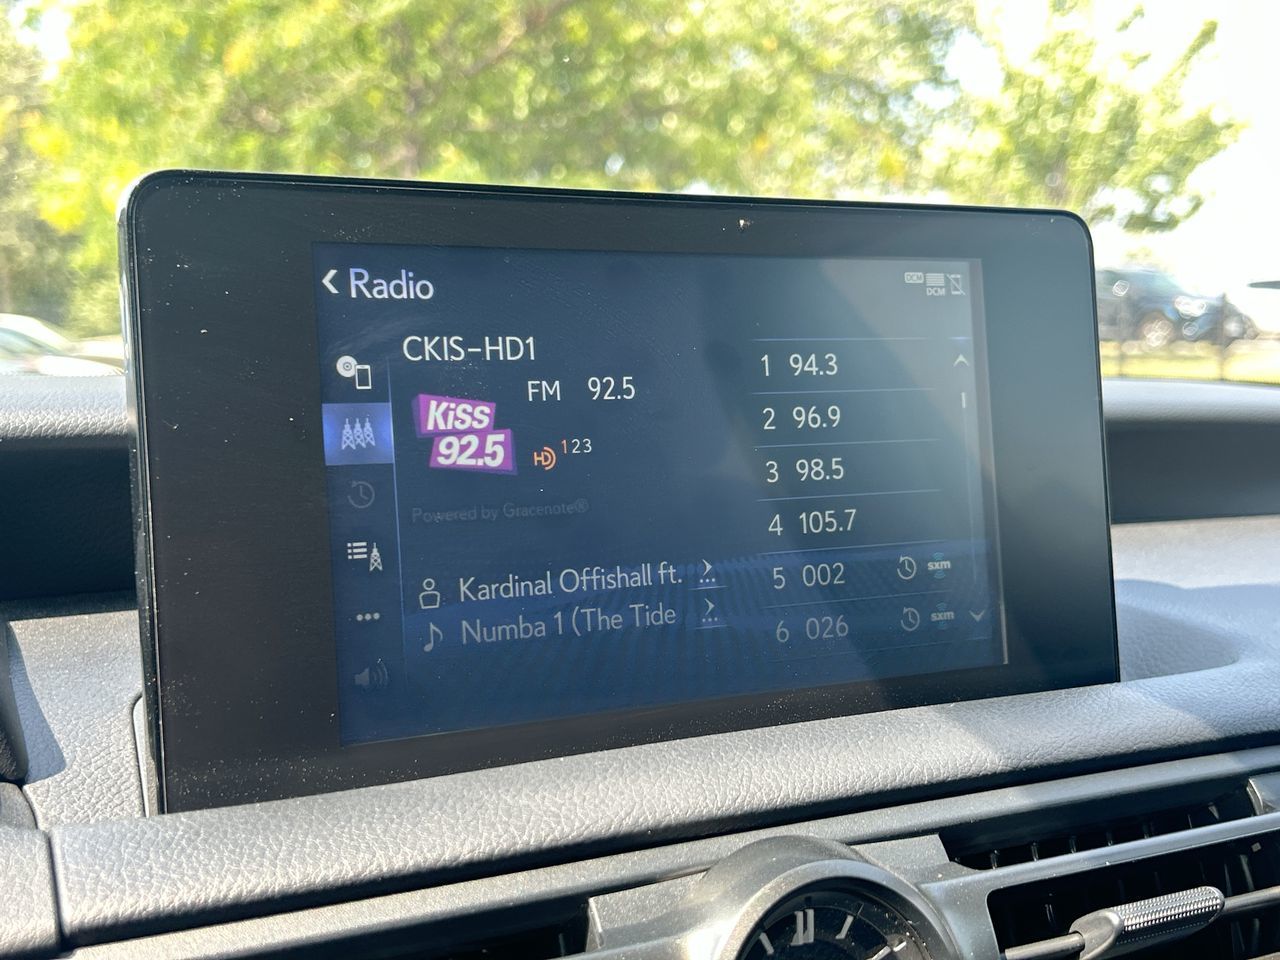 Radio
DCM
DCM
CKIS-HD1
FM 92.5
KiSS
92.5
HD 1 2 3
Powered by Gracenote®
Kardinal Offishall ft. ...
Numba 1 (The Tide ...
1 94.3
2 96.9
3 98.5
4 105.7
5 002 sxm
6 026 sxm